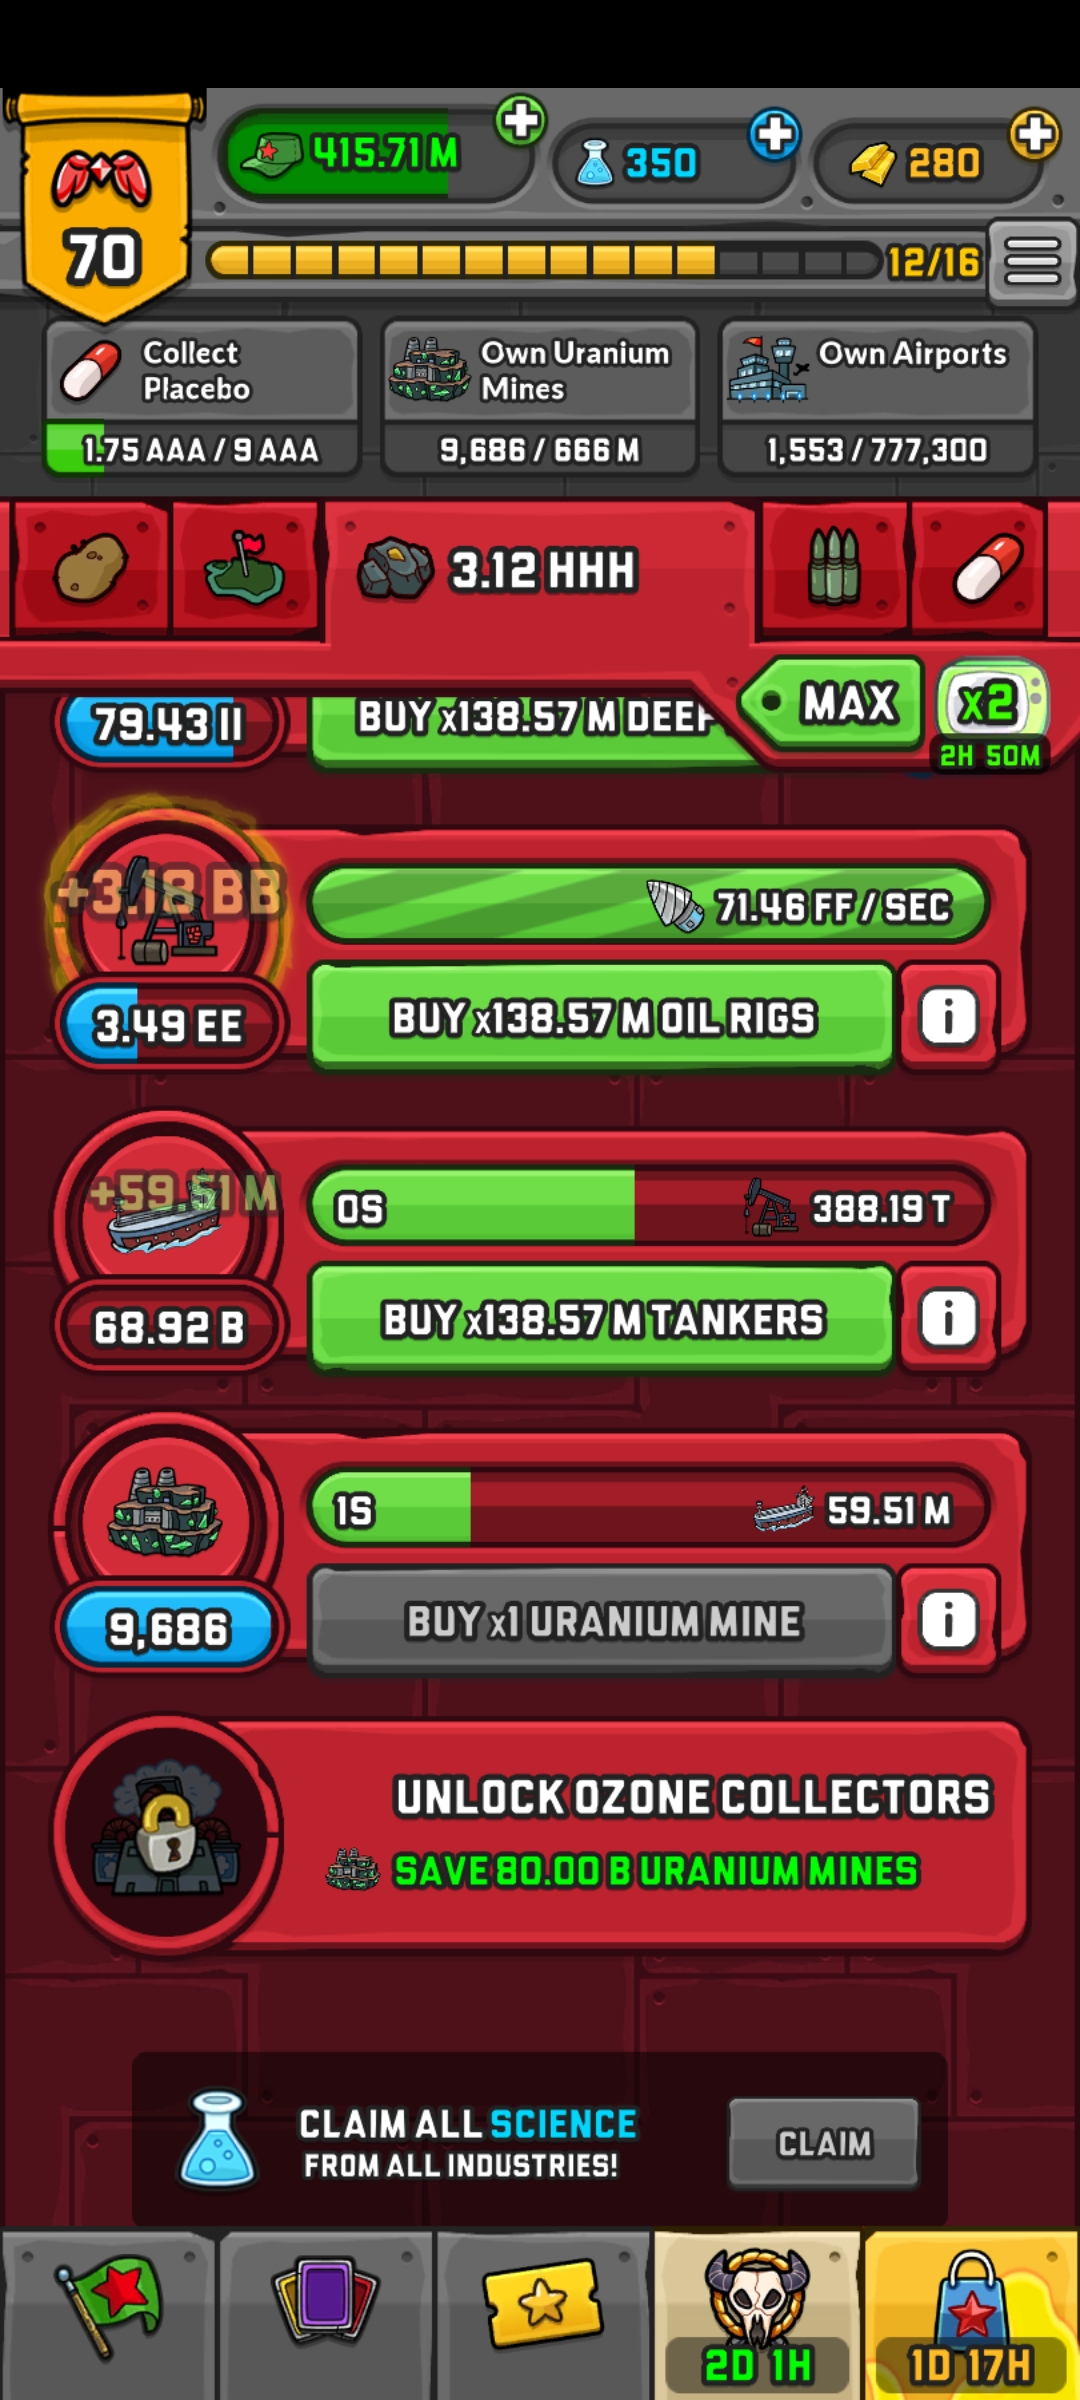 415.71 M
350
280
70
12/16
Collect
Placebo
1.75 AAA / 9 AAA
Own Uranium
Mines
9,686 / 666 M
Own Airports
1,553 / 777,300
3.12 HHH
MAX
x2
2H 50M
79.43 II
BUY x138.57 M DEEP
+3.18 BB
71.46 FF / SEC
3.49 EE
BUY x138.57 M OIL RIGS
i
+59.51 M
0S
388.19 T
68.92 B
BUY x138.57 M TANKERS
i
1S
59.51 M
9,686
BUY x1 URANIUM MINE
i
UNLOCK OZONE COLLECTORS
SAVE 80.00 B URANIUM MINES
CLAIM ALL SCIENCE
FROM ALL INDUSTRIES!
CLAIM
2D 1H
1D 17H